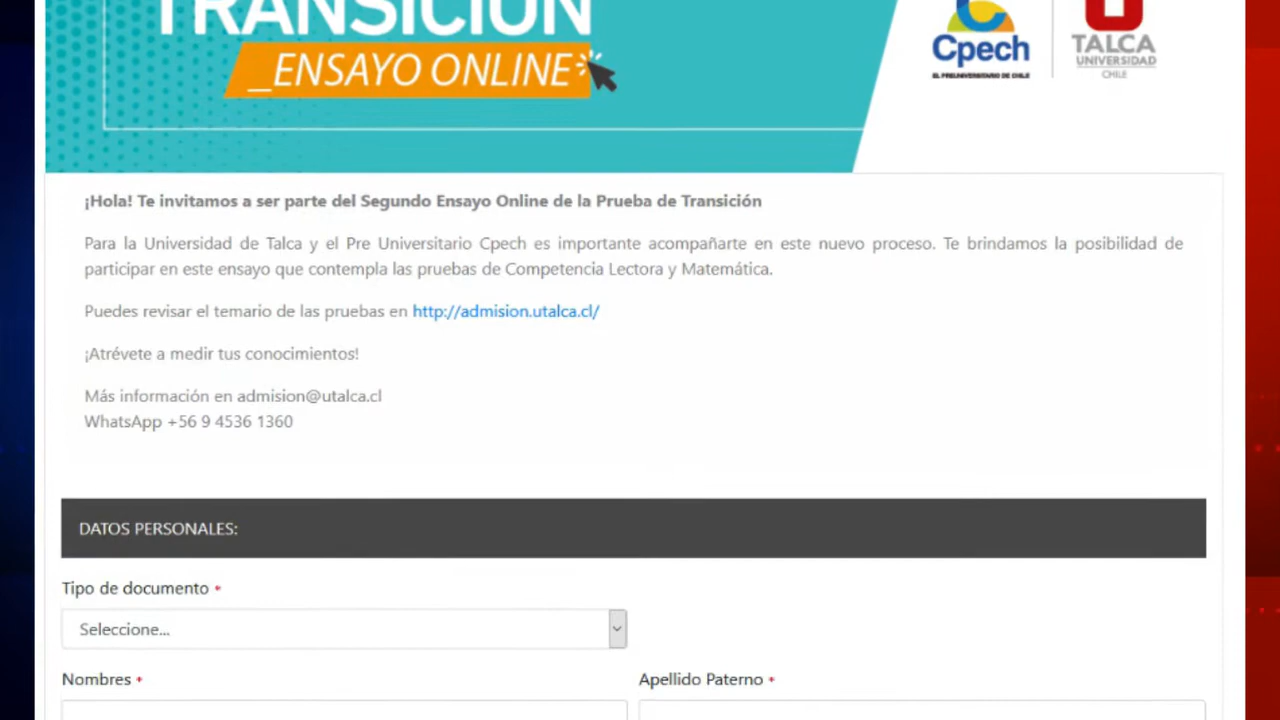 TRANSICIÓN
_ENSAYO ONLINE
Cpech
EL PREUNIVERSITARIO DE CHILE
TALCA
UNIVERSIDAD
CHILE
¡Hola! Te invitamos a ser parte del Segundo Ensayo Online de la Prueba de Transición
Para la Universidad de Talca y el Pre Universitario Cpech es importante acompañarte en este nuevo proceso. Te brindamos la posibilidad de
participar en este ensayo que contempla las pruebas de Competencia Lectora y Matemática.
Puedes revisar el temario de las pruebas en http://admision.utalca.cl/
¡Atrévete a medir tus conocimientos!
Más información en admision@utalca.cl
WhatsApp +56 9 4536 1360
DATOS PERSONALES:
Tipo de documento *
Seleccione...
Nombres *
Apellido Paterno *